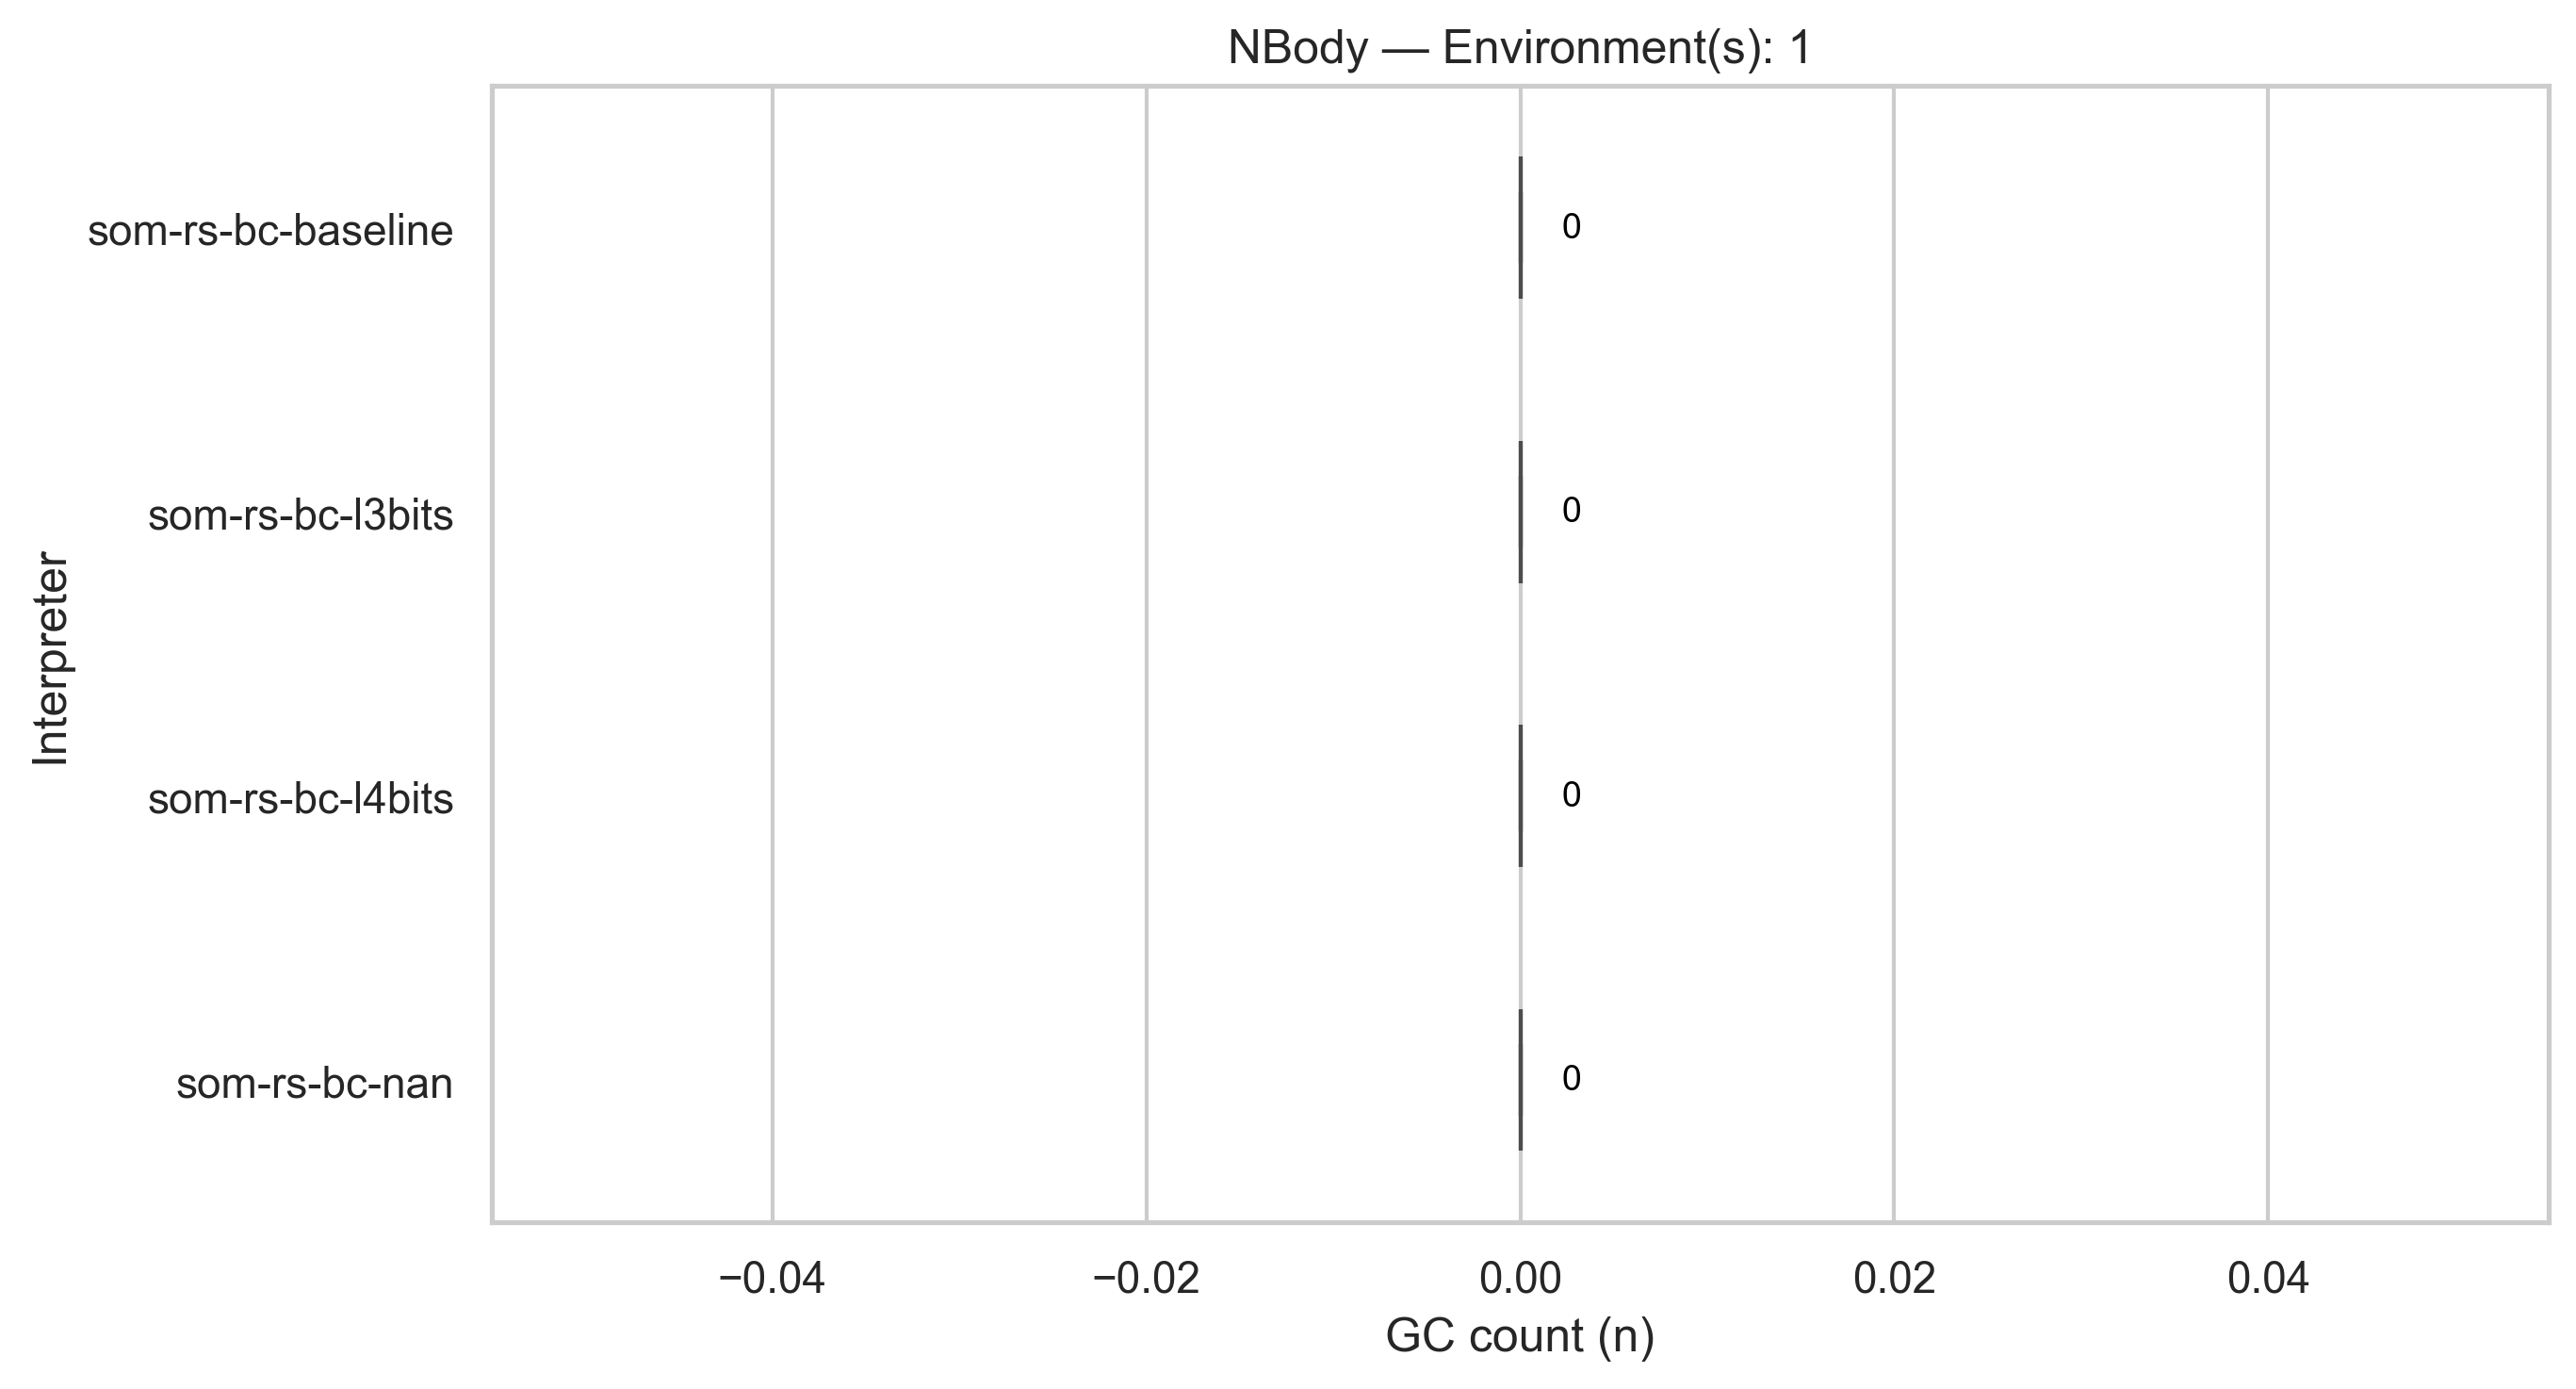 NBody — Environment(s): 1
som-rs-bc-baseline
0
som-rs-bc-l3bits
0
som-rs-bc-l4bits
0
som-rs-bc-nan
0
Interpreter
−0.04
−0.02
0.00
0.02
0.04
GC count (n)